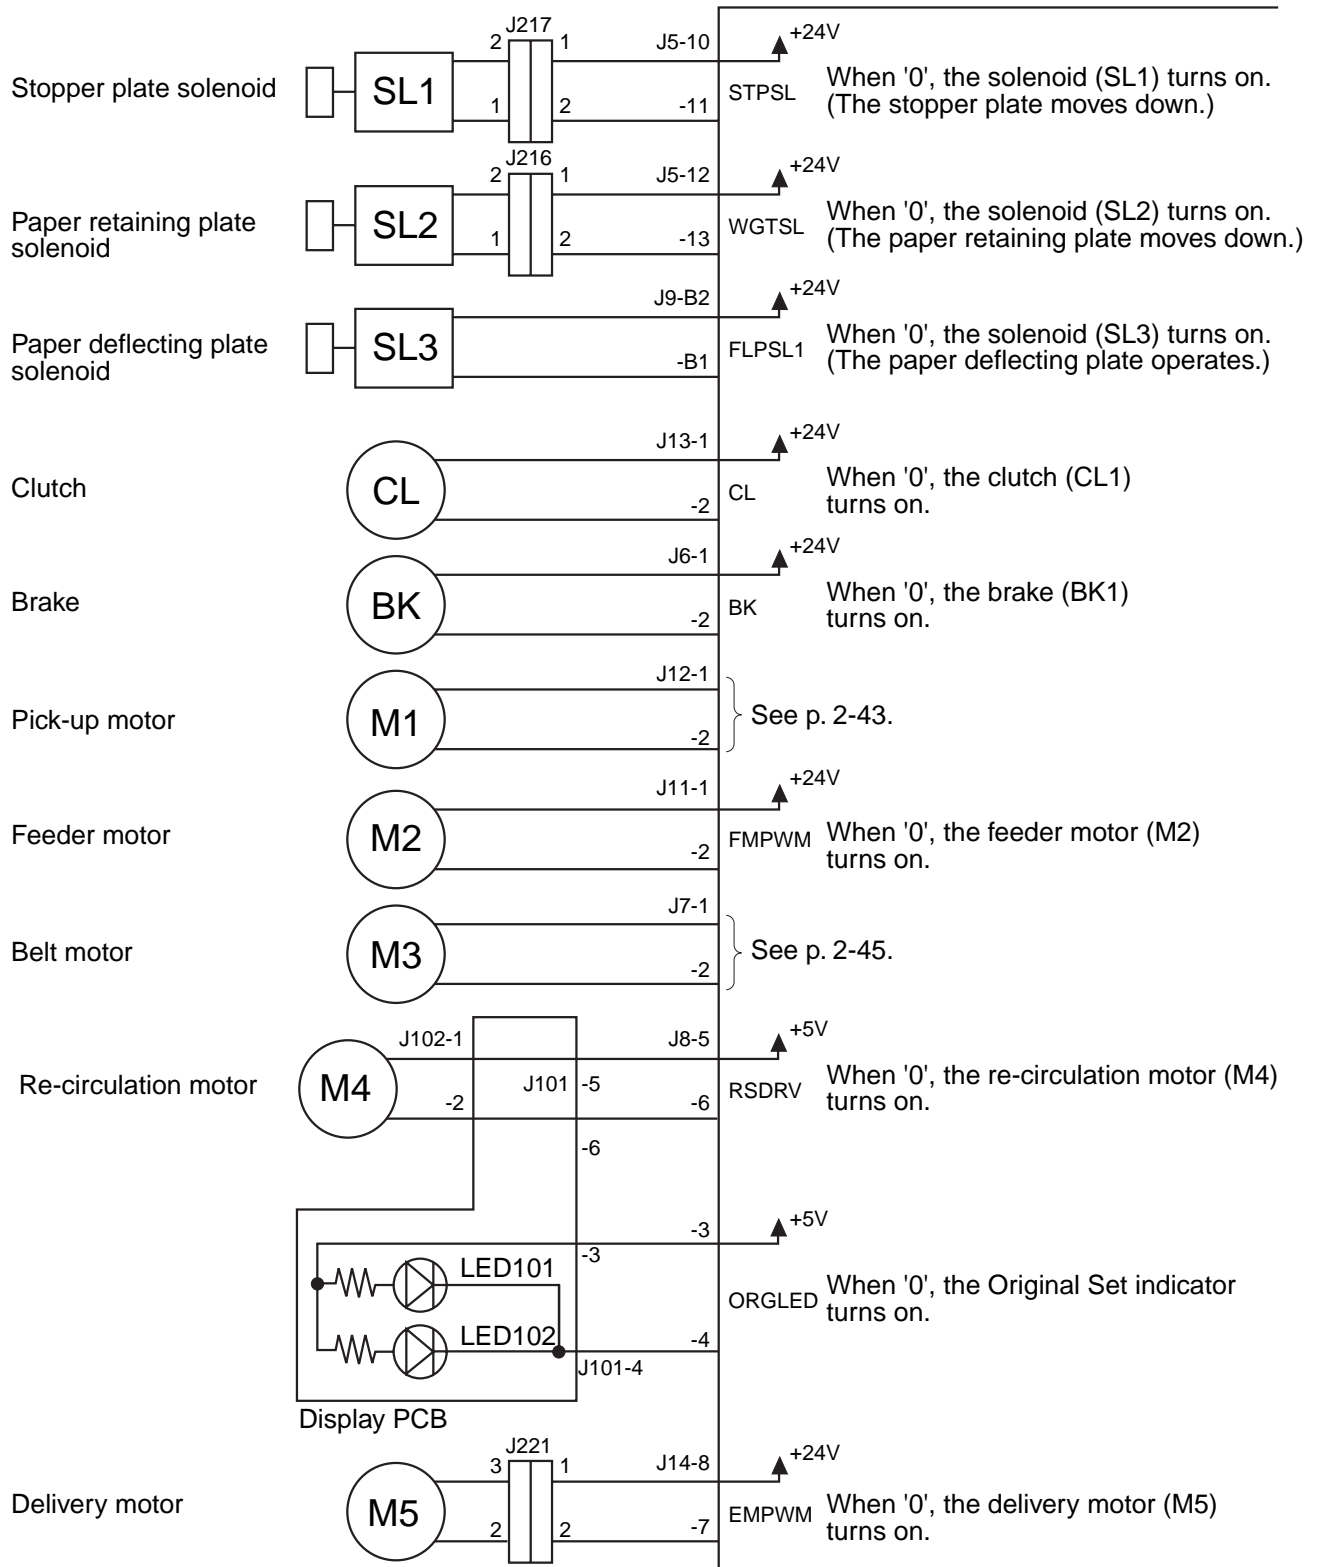 J217
2 1 J5-10 +24V
Stopper plate solenoid SL1 STPSL When '0', the solenoid (SL1) turns on.
(The stopper plate moves down.)
1 2 -11
J216
2 1 J5-12 +24V
Paper retaining plate
solenoid
SL2 WGTSL When '0', the solenoid (SL2) turns on.
(The paper retaining plate moves down.)
1 2 -13
J9-B2 +24V
Paper deflecting plate
solenoid
SL3 FLPSL1 When '0', the solenoid (SL3) turns on.
(The paper deflecting plate operates.)
-B1
J13-1 +24V
Clutch CL CL When '0', the clutch (CL1)
turns on.
-2
J6-1 +24V
Brake BK BK When '0', the brake (BK1)
turns on.
-2
J12-1
Pick-up motor M1 See p. 2-43.
-2
J11-1 +24V
Feeder motor M2 FMPWM When '0', the feeder motor (M2)
turns on.
-2
J7-1
Belt motor M3 See p. 2-45.
-2
J102-1 J8-5 +5V
Re-circulation motor M4 J101 -5 RSDRV When '0', the re-circulation motor (M4)
turns on.
-2 -6
-6
-3 +5V
-3
LED101
ORGLED When '0', the Original Set indicator
turns on.
LED102 -4
J101-4
Display PCB
J221
3 1 J14-8 +24V
Delivery motor M5 EMPWM When '0', the delivery motor (M5)
turns on.
2 2 -7